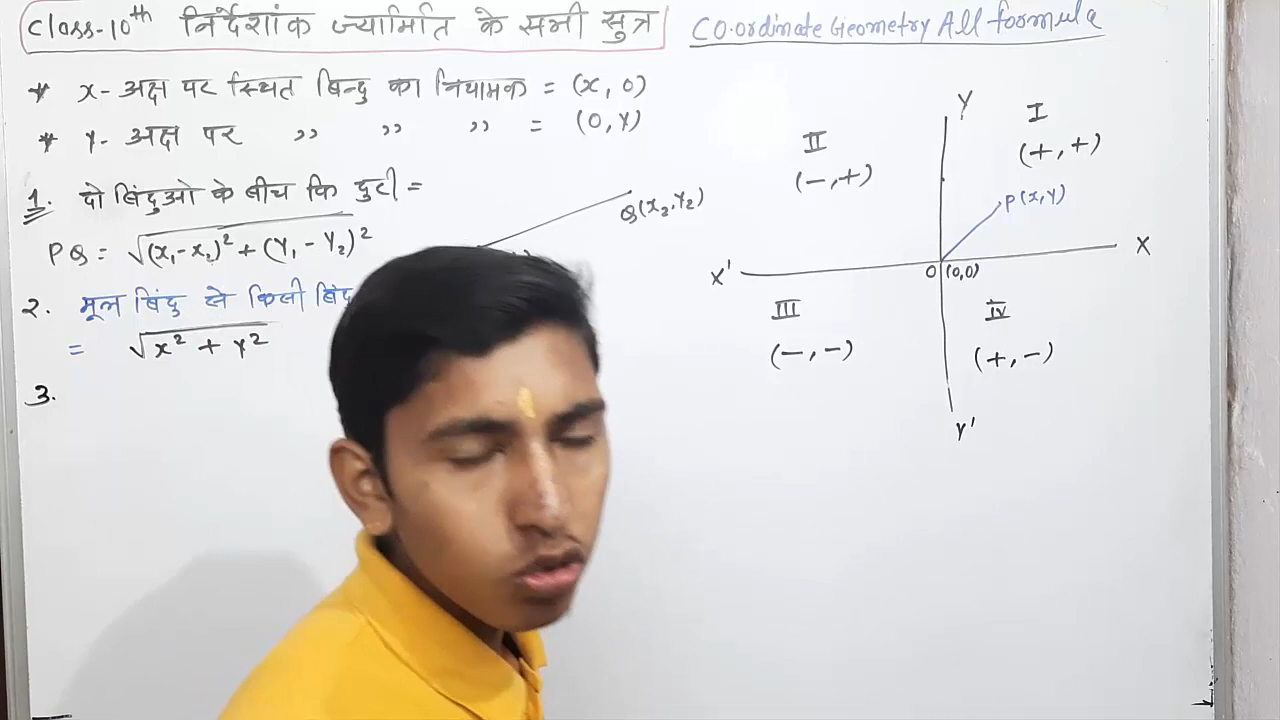 Class-10th निर्देशांक ज्यामिति के सभी सुत्र
CO.ordinate Geometry All formula
* x- अक्ष पर स्थित बिन्दु का नियामक = (x, 0)
* Y- अक्ष पर ,, ,, ,, = (0, Y)
1. दो बिंदुओ के बीच कि दुरी =
PQ = √(x₁-x₂)² + (Y₁ - Y₂)²
Q(x₂, Y₂)
2. मूल बिंदु से किसी बिंदु
= √x² + Y²
3.
Y
I
(+, +)
II
(-, +)
P(x, Y)
X'
O (0,0)
X
III
(-, -)
IV
(+, -)
Y'